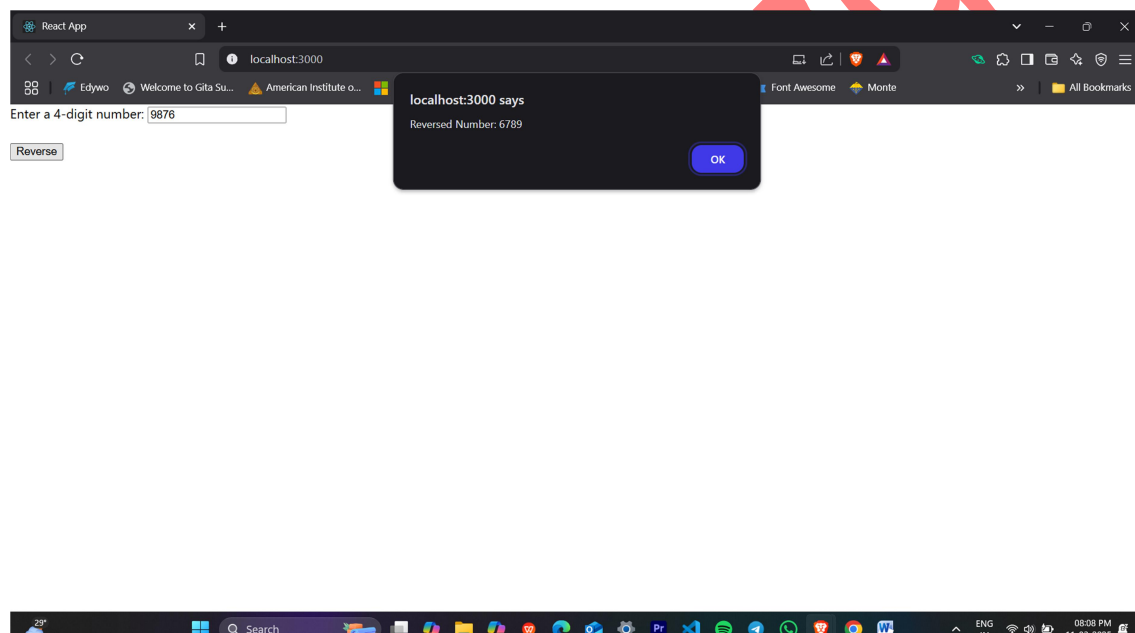 React App
localhost:3000
Edywo Welcome to Gita Su... American Institute o... Font Awesome Monte » All Bookmarks
localhost:3000 says
Reversed Number: 6789
OK
Enter a 4-digit number: 9876
Reverse
29°
Search
Pr
W
ENG
08:08 PM